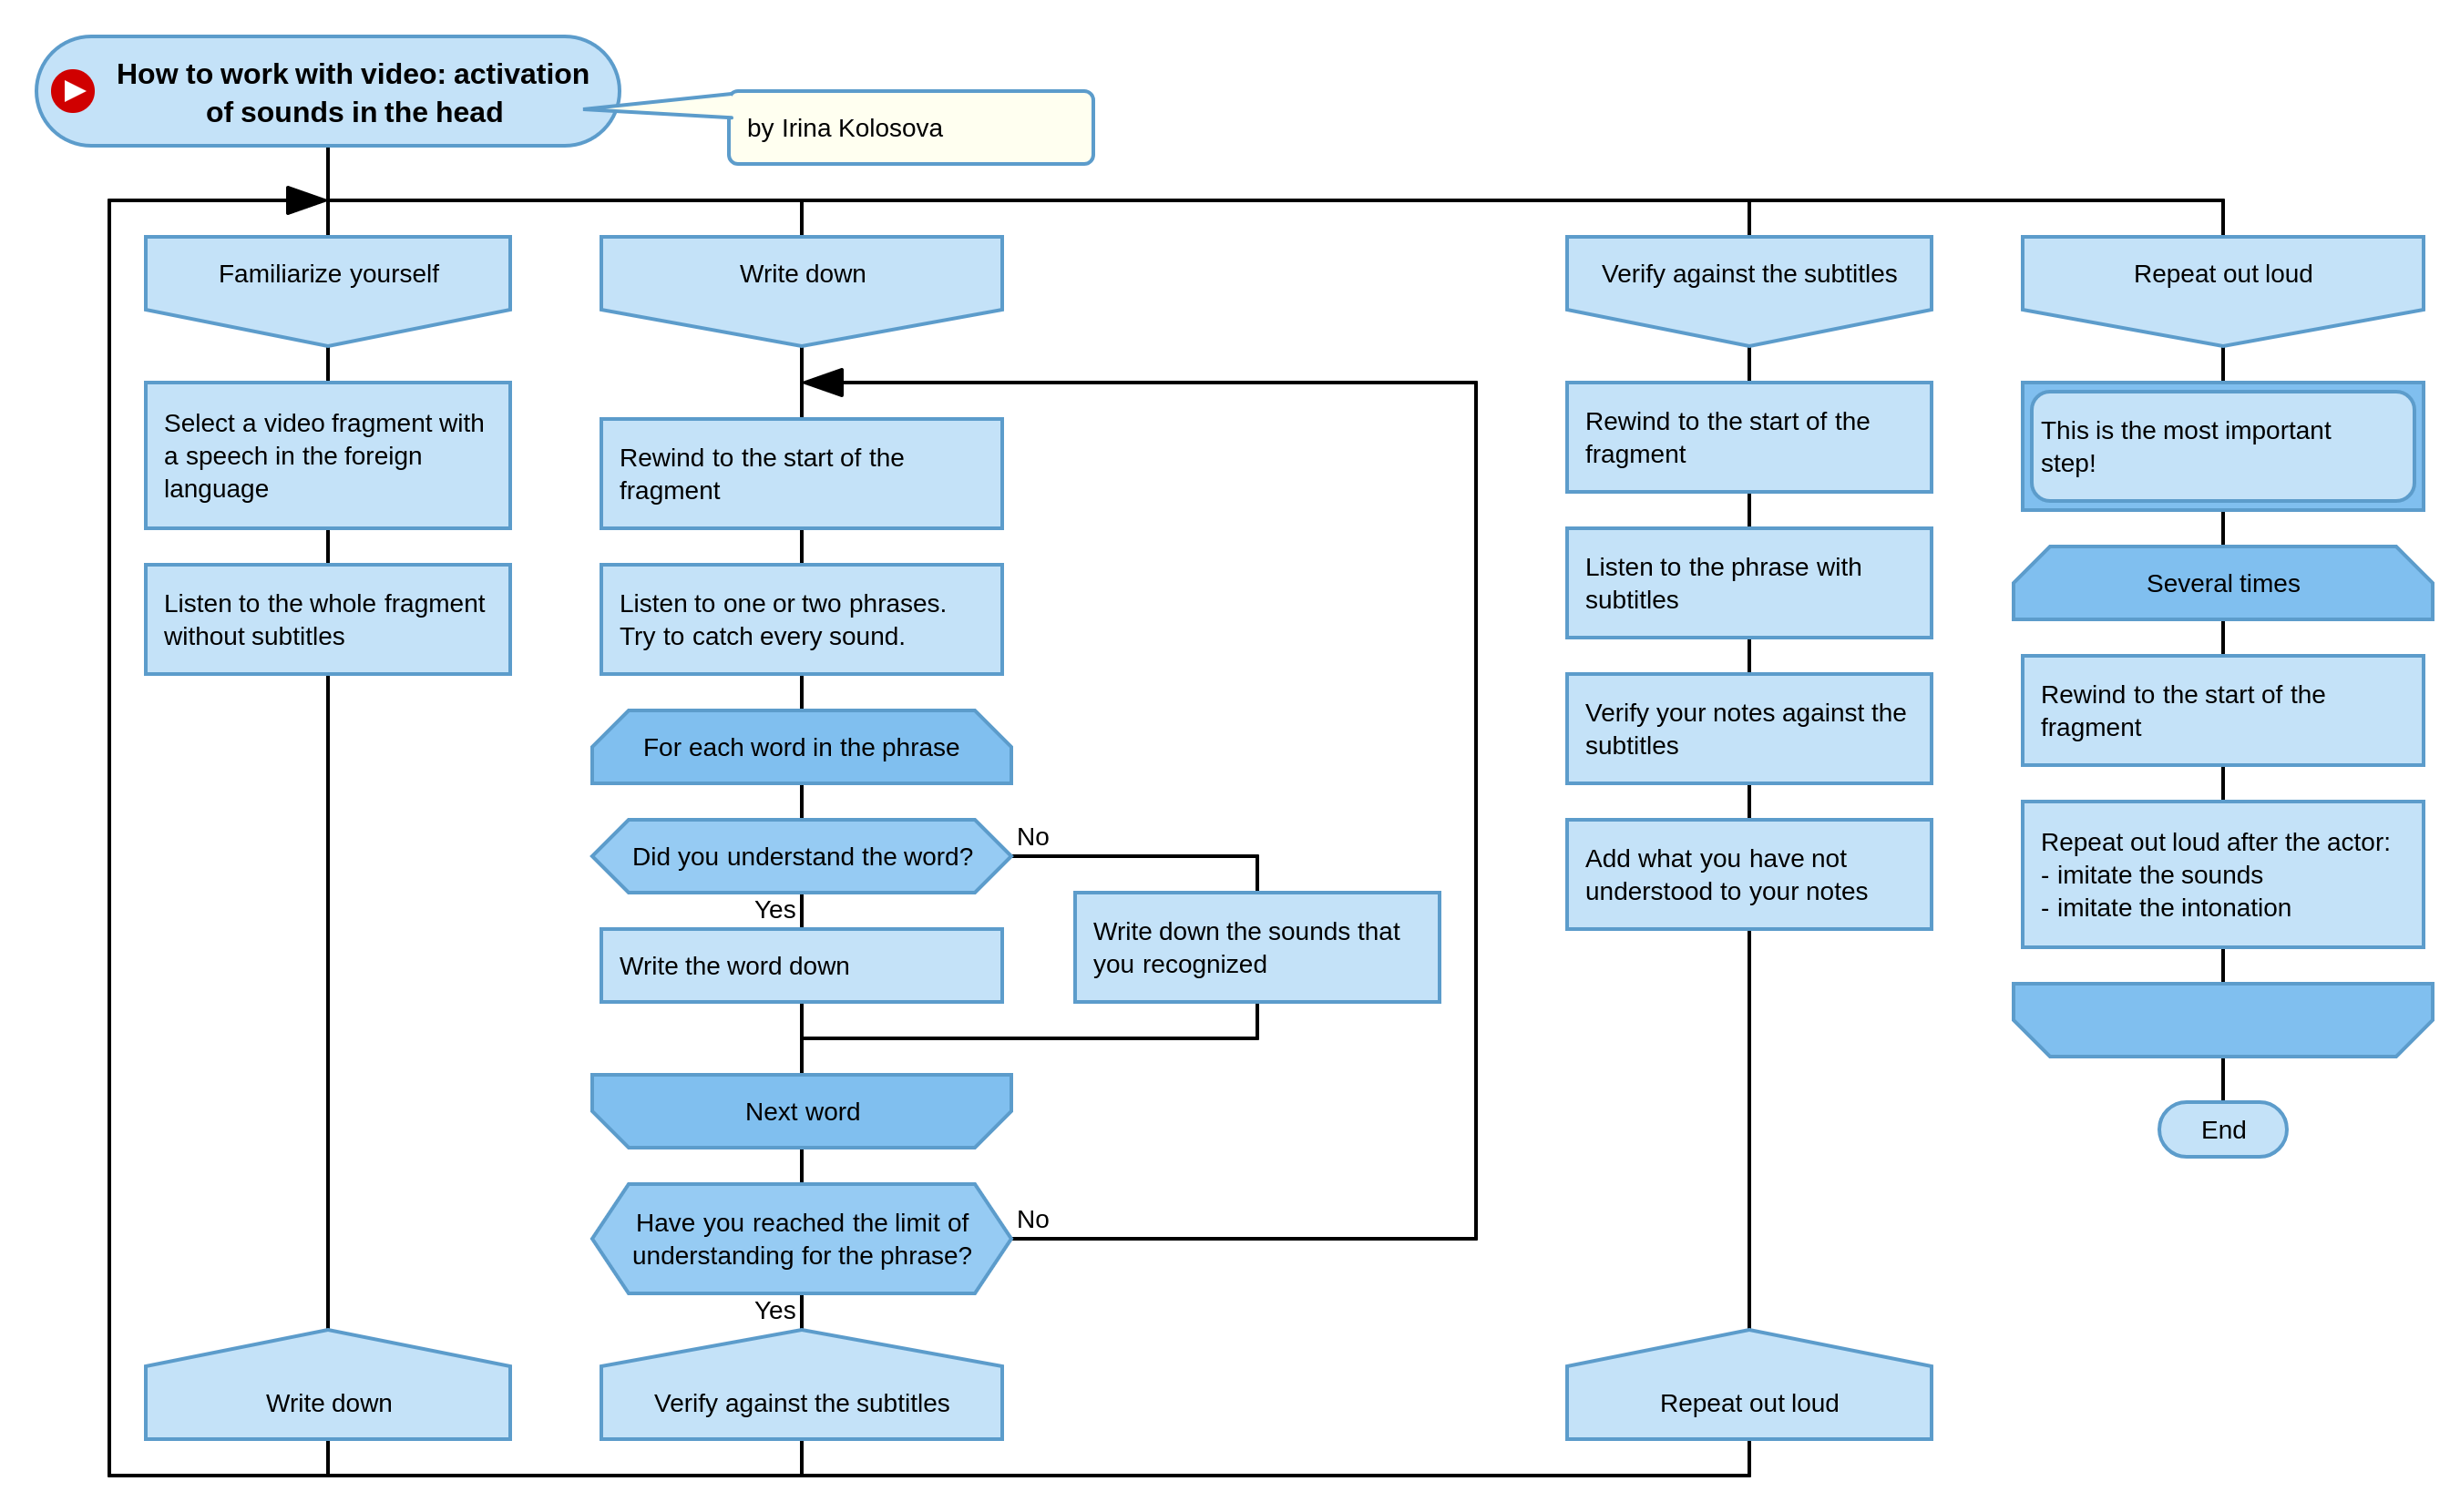 How to work with video: activation
of sounds in the head
by Irina Kolosova
Familiarize yourself
Select a video fragment with
a speech in the foreign
language
Listen to the whole fragment
without subtitles
Write down
Write down
Rewind to the start of the
fragment
Listen to one or two phrases.
Try to catch every sound.
For each word in the phrase
Did you understand the word?
No
Yes
Write the word down
Write down the sounds that
you recognized
Next word
Have you reached the limit of
understanding for the phrase?
No
Yes
Verify against the subtitles
Verify against the subtitles
Rewind to the start of the
fragment
Listen to the phrase with
subtitles
Verify your notes against the
subtitles
Add what you have not
understood to your notes
Repeat out loud
Repeat out loud
This is the most important
step!
Several times
Rewind to the start of the
fragment
Repeat out loud after the actor:
- imitate the sounds
- imitate the intonation
End